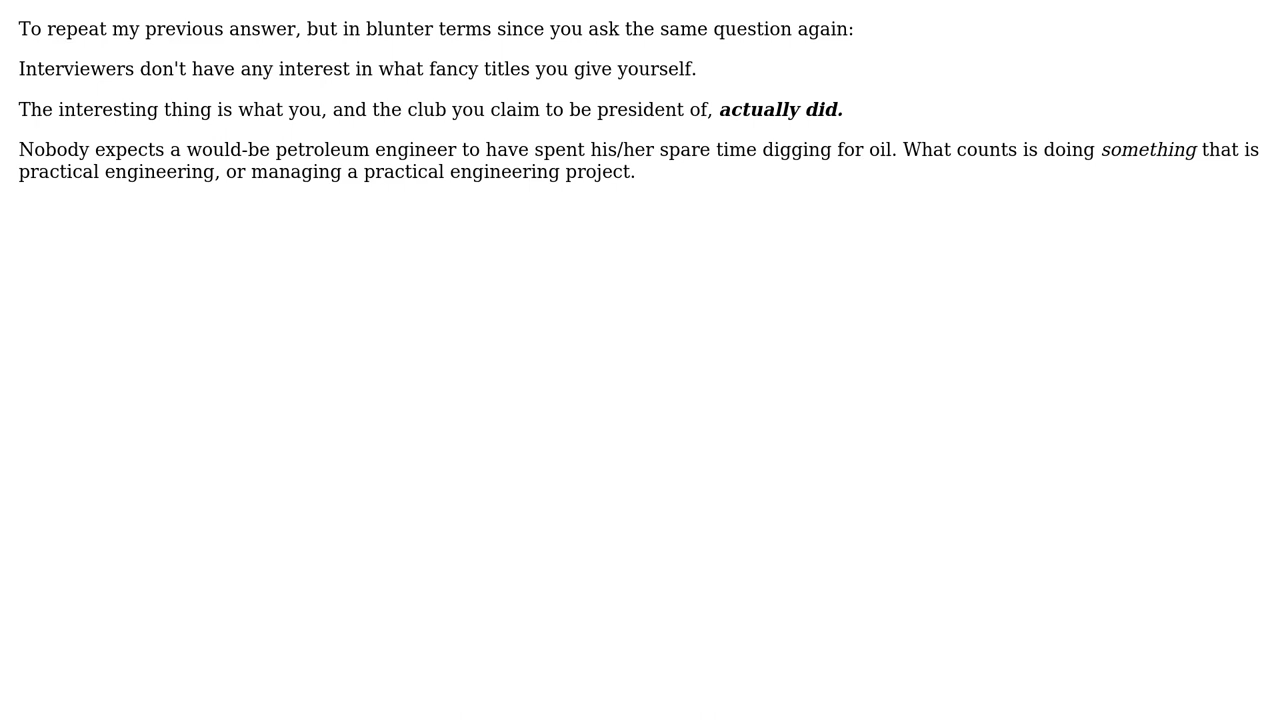 To repeat my previous answer, but in blunter terms since you ask the same question again:
Interviewers don't have any interest in what fancy titles you give yourself.
The interesting thing is what you, and the club you claim to be president of, actually did.
Nobody expects a would-be petroleum engineer to have spent his/her spare time digging for oil. What counts is doing something that is
practical engineering, or managing a practical engineering project.